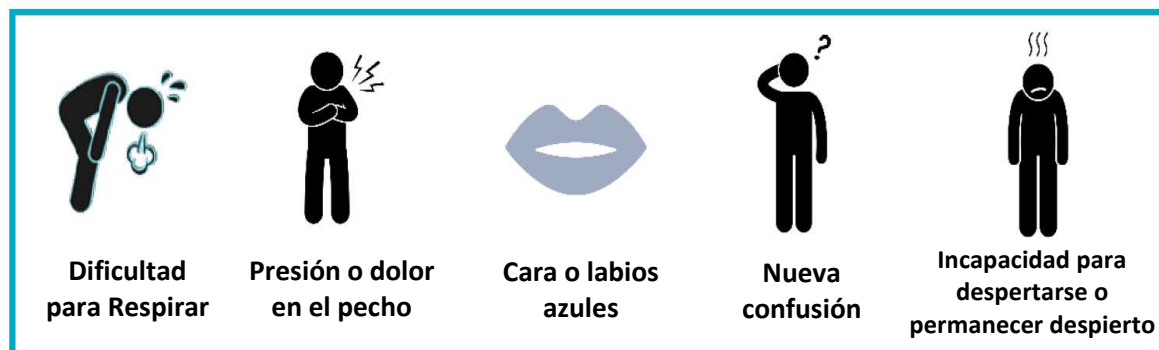 ?
Dificultad
para Respirar
Presión o dolor
en el pecho
Cara o labios
azules
Nueva
confusión
Incapacidad para
despertarse o
permanecer despierto